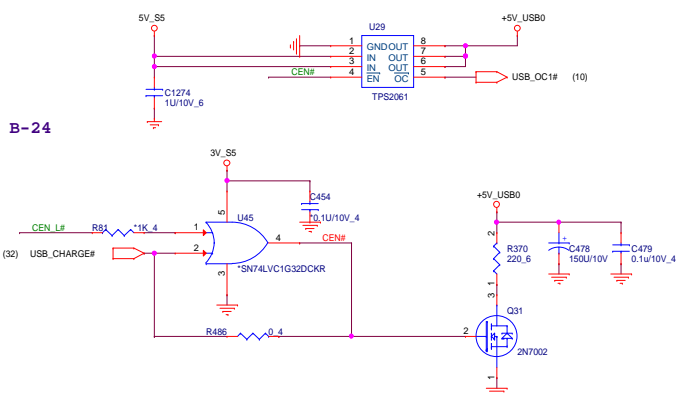 5V_S5
U29
+5V_USB0
1 GND OUT 8
2 IN OUT 7
3 IN OUT 6
CEN# 4 EN OC 5 USB_OC1# (10)
TPS2061
C1274
1U/10V_6
B-24
3V_S5
C454
*0.1U/10V_4
+5V_USB0
CEN_L# R81 *1K_4 1 5 U45
4 CEN#
(32) USB_CHARGE# 2
*SN74LVC1G32DCKR
3
2
R370
220_6
1
C478
150U/10V
C479
0.1u/10V_4
3 Q31
R486 0_4 2
2N7002
1